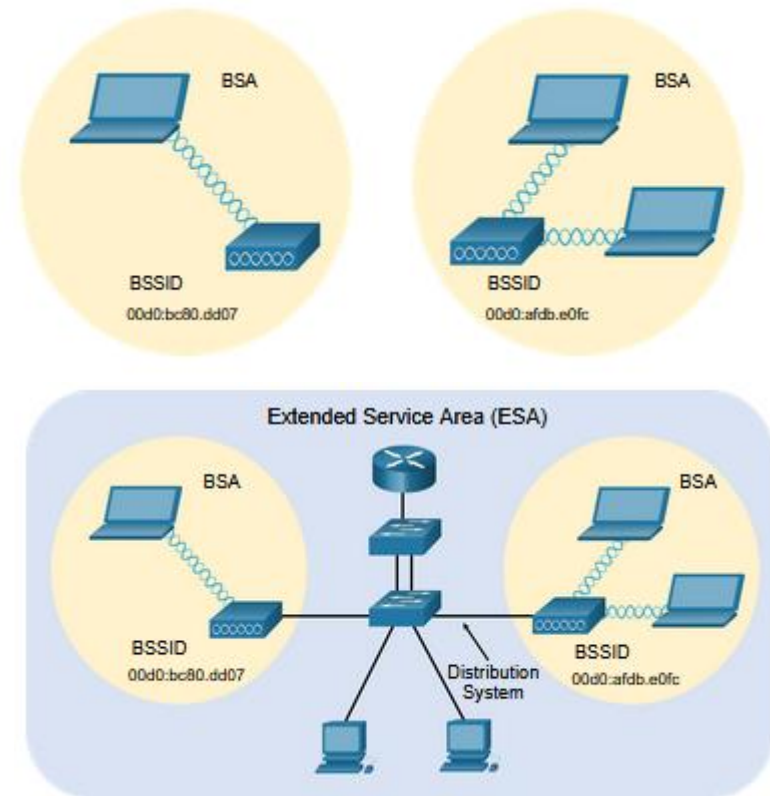 BSA
BSSID
00d0:bc80.dd07
BSA
BSSID
00d0:afdb.e0fc
Extended Service Area (ESA)
BSA
BSSID
00d0:bc80.dd07
Distribution
System
BSA
BSSID
00d0:afdb.e0fc